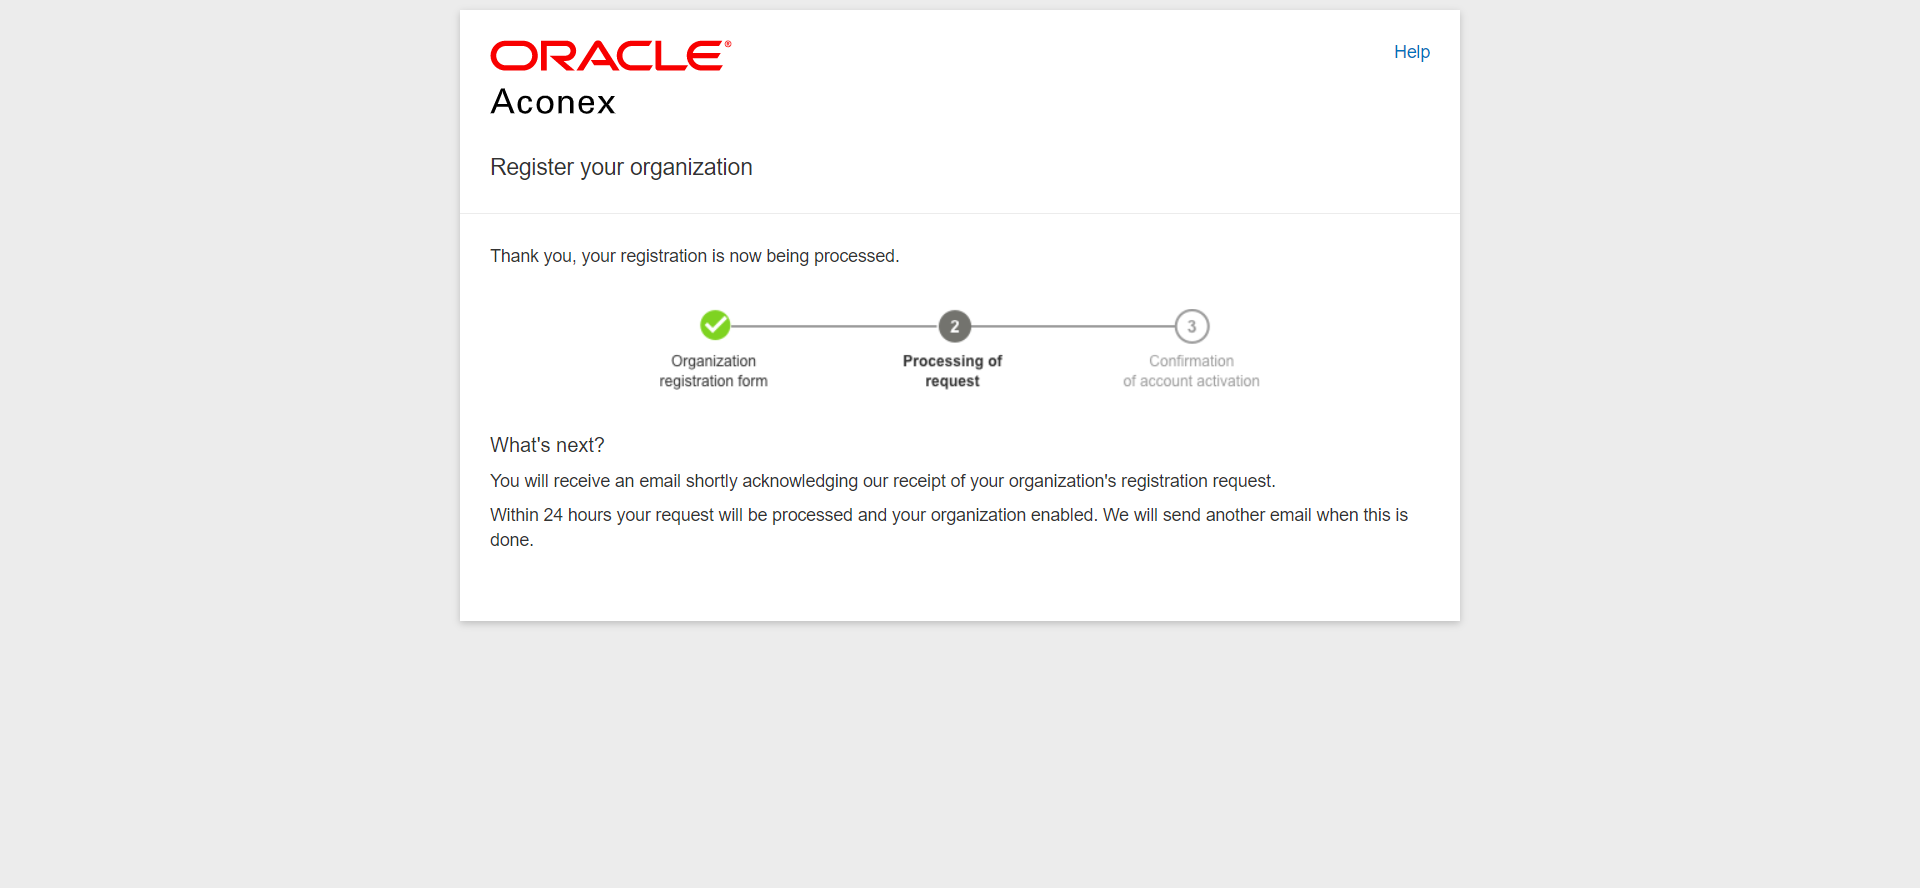 ORACLE®
Help
Aconex
Register your organization
Thank you, your registration is now being processed.
2
3
Organization
registration form
Processing of
request
Confirmation
of account activation
What's next?
You will receive an email shortly acknowledging our receipt of your organization's registration request.
Within 24 hours your request will be processed and your organization enabled. We will send another email when this is
done.